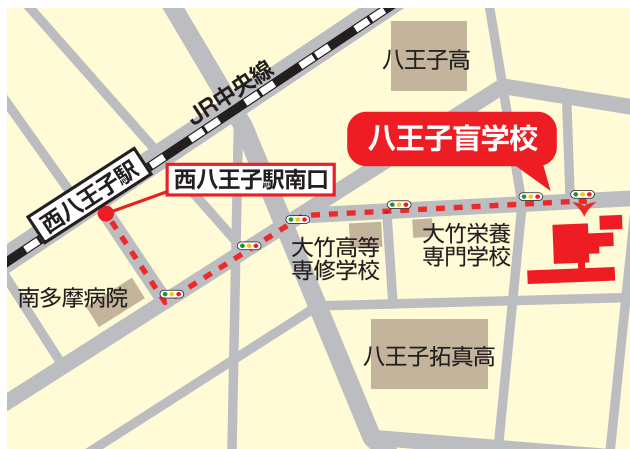 八王子高
JR中央線
八王子盲学校
西八王子駅
西八王子駅南口
大竹高等
専修学校
大竹栄養
専門学校
南多摩病院
八王子拓真高